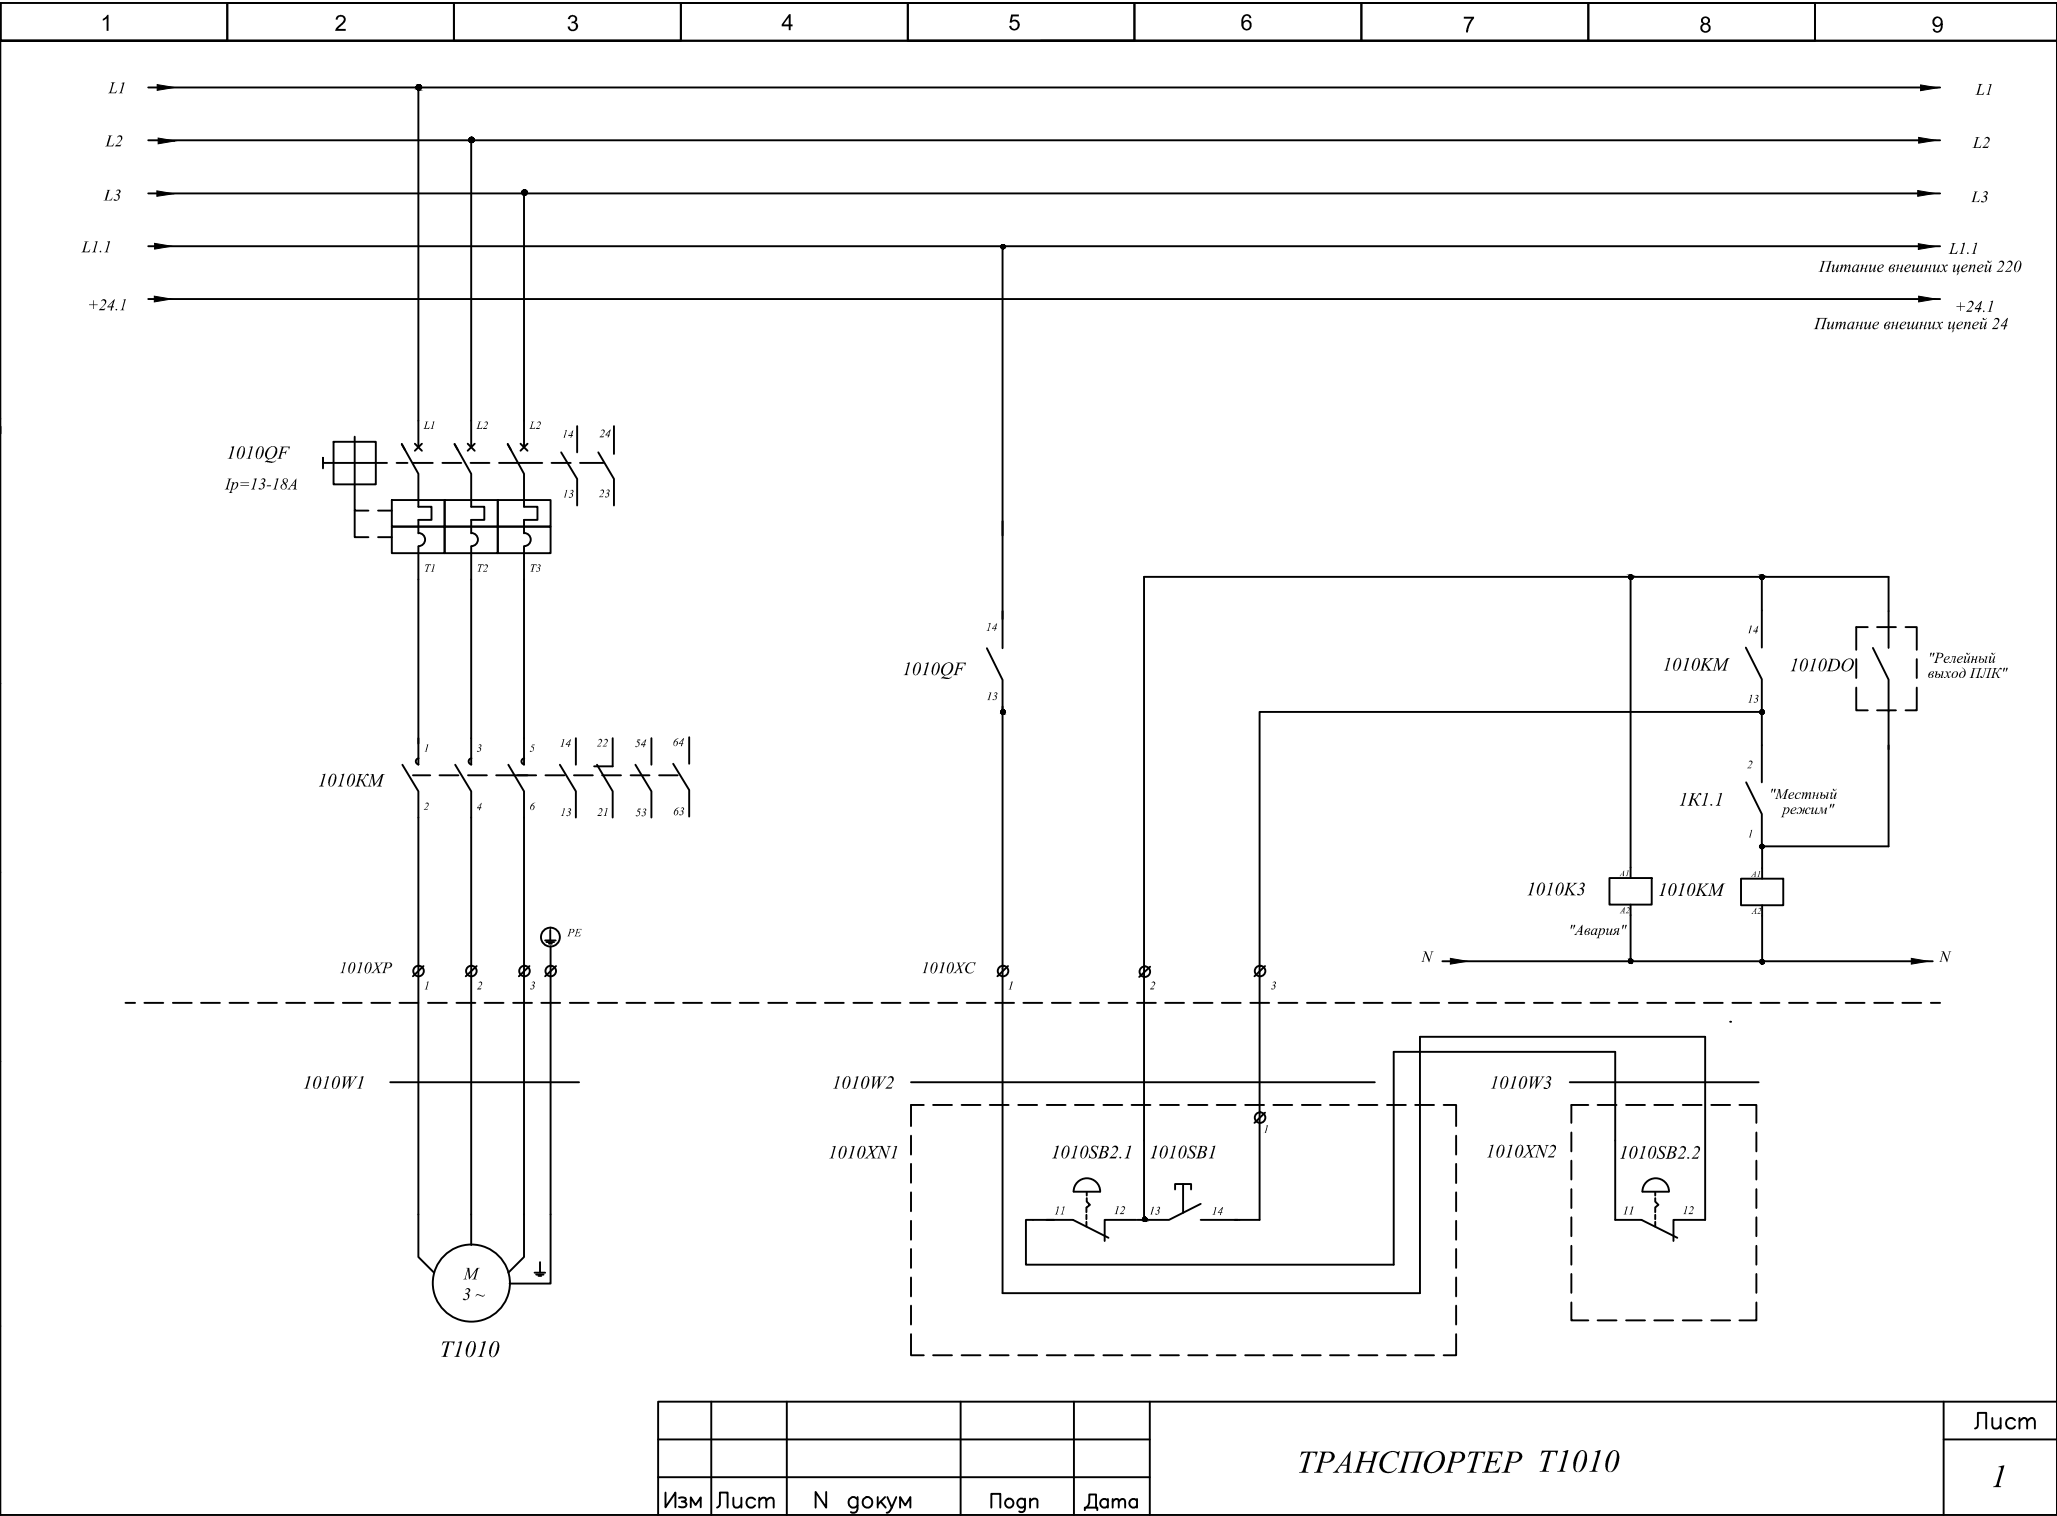 1 2 3 4 5 6 7 8 9
L1 L1
L2 L2
L3 L3
L1.1 L1.1
Питание внешних цепей 220
+24.1 +24.1
Питание внешних цепей 24
L1 L2 L2 14 24
1010QF
Iр=13-18А
13 23
T1 T2 T3
14
1010QF
13
14
1010KM 1010DO "Релейный
выход ПЛК"
13
1 3 5 14 22 54 64
1010KM
2 4 6 13 21 53 63
2
1K1.1 "Местный
режим"
1
A1 A1
1010K3 1010KM
A2 A2
"Авария"
PE
N N
1010XP 1010XC
1 2 3 1 2 3
1010W1 1010W2 1010W3
1
1010XN1 1010SB2.1 1010SB1 1010XN2 1010SB2.2
11 12 13 14 11 12
M
3 ~
T1010
Лист
ТРАНСПОРТЕР Т1010
1
Изм Лист N докум Подп Дата